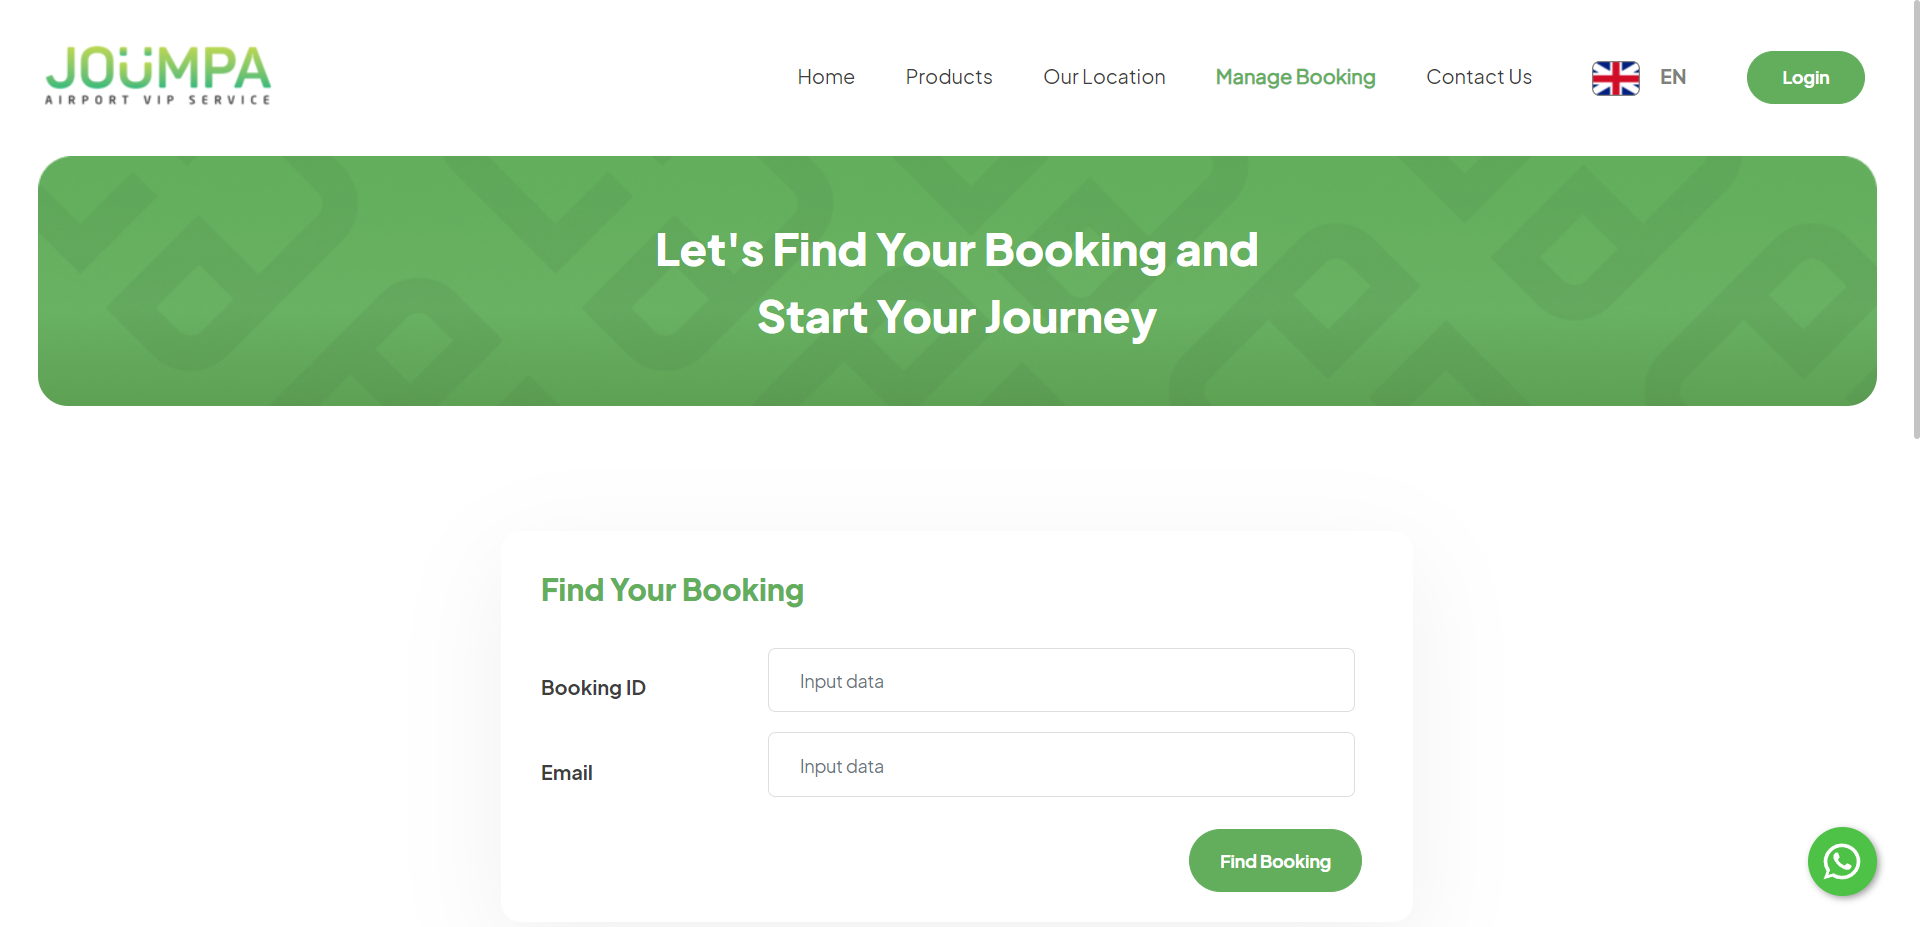 JOÜMPA
AIRPORT VIP SERVICE
Home
Products
Our Location
Manage Booking
Contact Us
EN
Login
Let's Find Your Booking and
Start Your Journey
Find Your Booking
Booking ID
Input data
Email
Input data
Find Booking